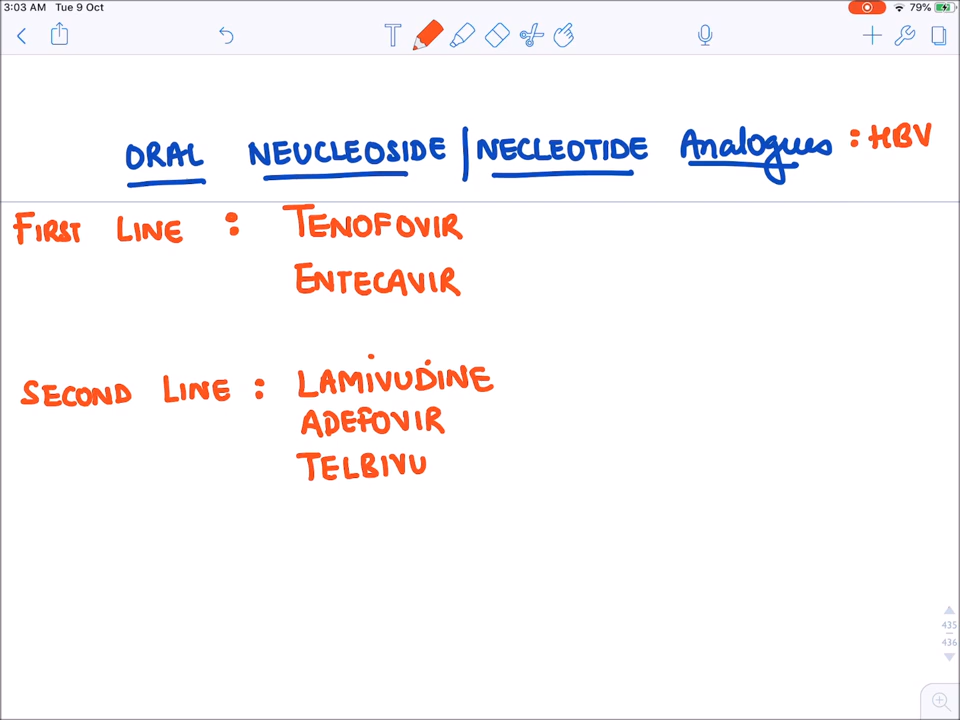 3:03 AM Tue 9 Oct 79%
ORAL NEUCLEOSIDE | NECLEOTIDE Analogues : HBV
FIRST LINE : TENOFOVIR
ENTECAVIR
SECOND LINE : LAMIVUDINE
ADEFOVIR
TELBIVU
435
436